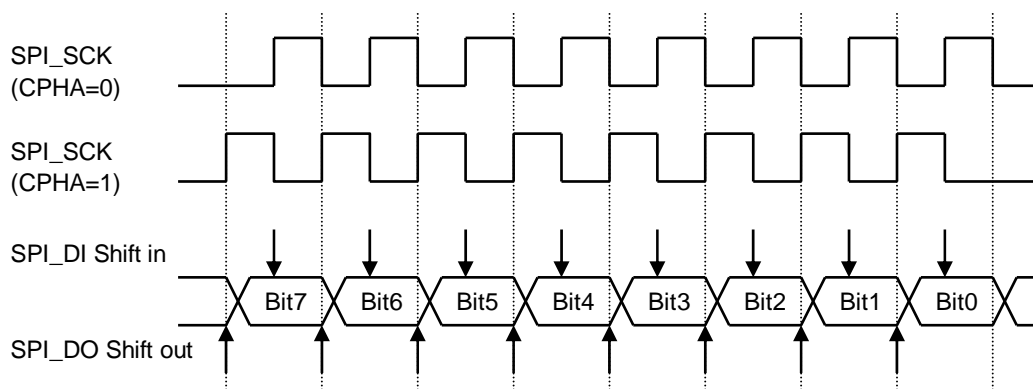 SPI_SCK
(CPHA=0)
SPI_SCK
(CPHA=1)
SPI_DI Shift in
Bit7 Bit6 Bit5 Bit4 Bit3 Bit2 Bit1 Bit0
SPI_DO Shift out